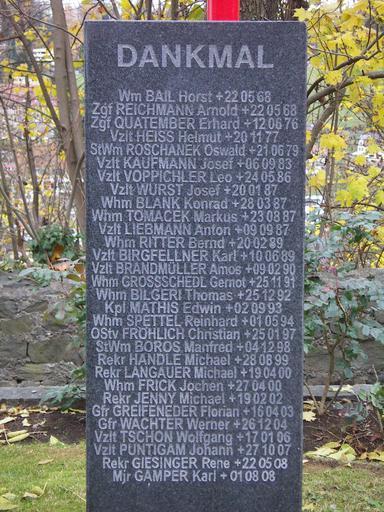 DANKMAL
Wm BAIL Horst +22 05 68
Zgf REICHMANN Arnold +22 05 68
Zgf QUATEMBER Erhard +12 06 76
Vzlt HEISS Helmut +20 11 77
StWm ROSCHANEK Oswald +21 06 79
Vzlt KAUFMANN Josef +06 09 83
Vzlt VOPPICHLER Leo +24 05 86
Vzlt WURST Josef +20 01 87
Whm BLANK Konrad +28 03 87
Whm TOMACEK Markus +23 08 87
Vzlt LIEBMANN Anton +09 09 87
Whm RITTER Bernd +20 02 89
Vzlt BIRGFELLNER Karl +10 06 89
Vzlt BRANDMÜLLER Amos +09 02 90
Whm GROSSSCHEDL Gernot +25 11 91
Whm BILGERI Thomas +25 12 92
Kpl MATHIS Edwin +02 09 93
Whm SPETTEL Reinhard +01 05 94
OStv FRÖHLICH Christian +25 01 97
StWm BOROS Manfred +04 12 98
Rekr HANDLE Michael +28 08 99
Rekr LANGAUER Michael +19 04 00
Whm FRICK Jochen +27 04 00
Rekr JENNY Michael +19 02 02
Gfr GREIFENEDER Florian +16 04 03
Gfr WACHTER Werner +26 12 04
Vzlt TSCHON Wolfgang +17 01 06
Vzlt PUNTIGAM Johann +27 10 07
Rekr GIESINGER Rene +22 05 08
Mjr GAMPER Karl +01 08 08